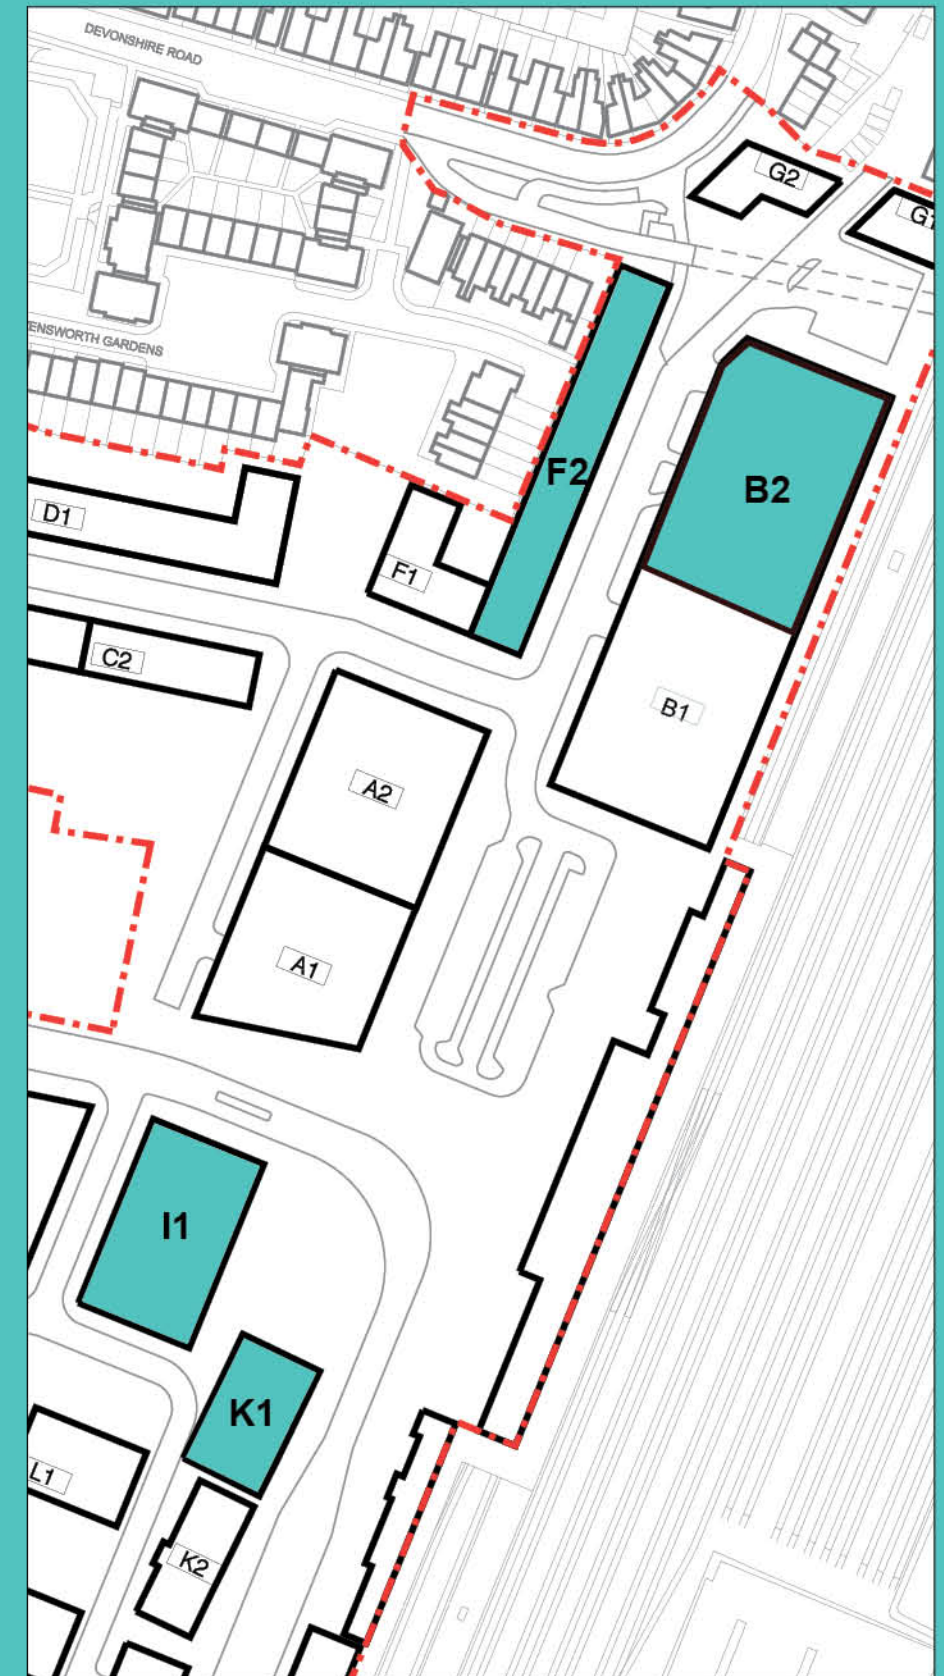 DEVONSHIRE ROAD
G2
G1
ENSWORTH GARDENS
F2
B2
D1
F1
C2
B1
A2
A1
I1
K1
L1
K2